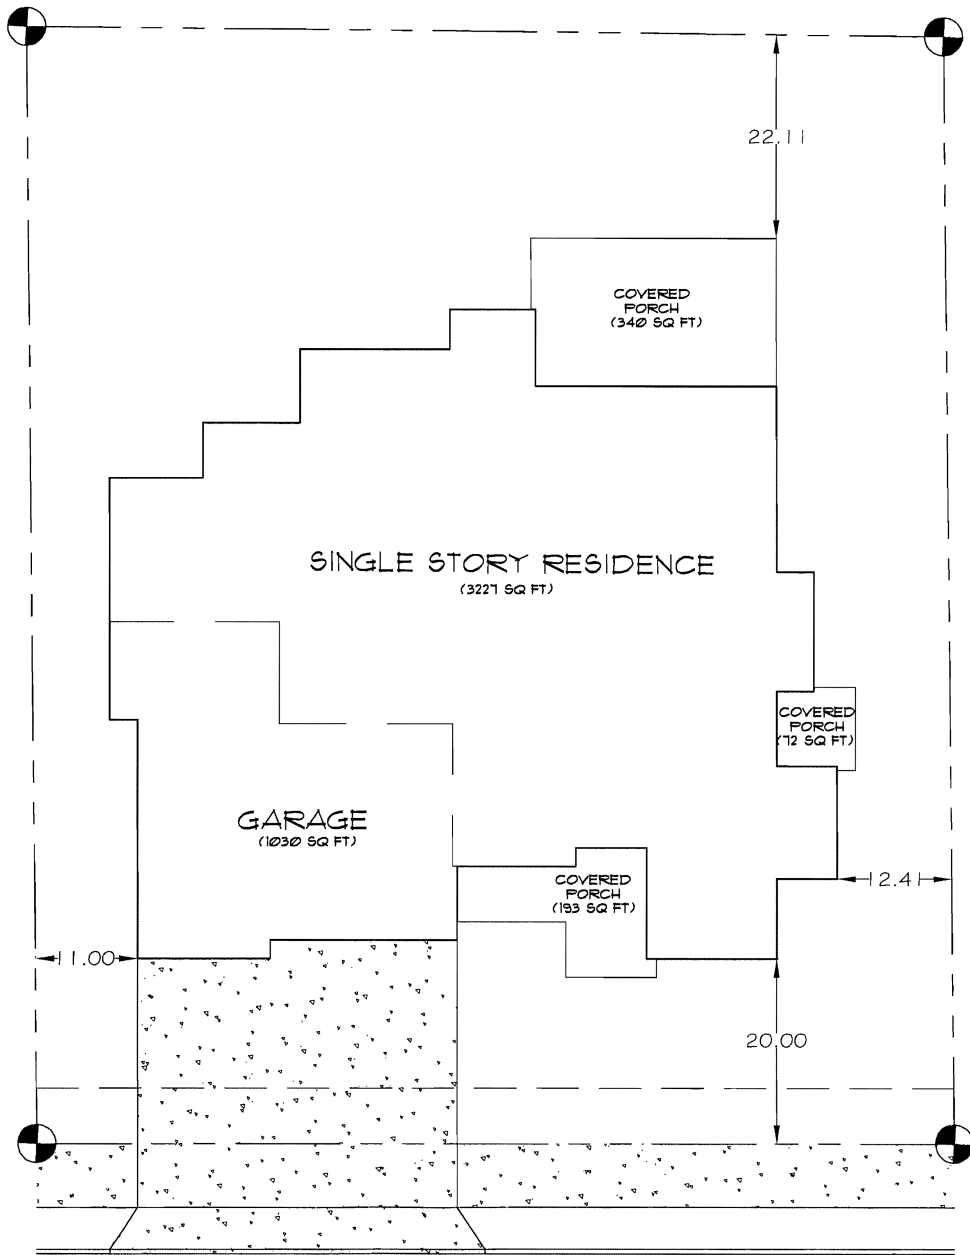 22.11
COVERED
PORCH
(340 SQ FT)
SINGLE STORY RESIDENCE
(3227 SQ FT)
COVERED
PORCH
(72 SQ FT)
GARAGE
(1030 SQ FT)
COVERED
PORCH
(193 SQ FT)
12.41
11.00
20.00